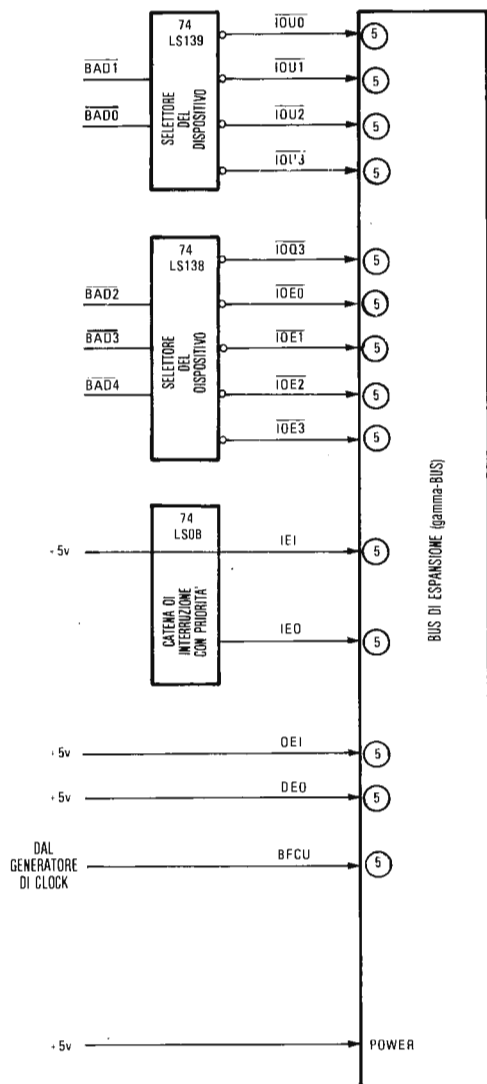 74
LS139
SELETTORE
DEL
DISPOSITIVO
BAD1
BAD0
IOU0
5
IOU1
5
IOU2
5
IOU3
5
74
LS138
SELETTORE
DEL
DISPOSITIVO
BAD2
BAD3
BAD4
IOQ3
5
IOE0
5
IOE1
5
IOE2
5
IOE3
5
BUS DI ESPANSIONE (gamma-BUS)
74
LS08
CATENA DI
INTERRUZIONE
CON PRIORITA'
- 5v
IEI
5
IEO
5
+ 5v
OEI
5
+ 5v
DEO
5
DAL
GENERATORE
DI CLOCK
BFCU
5
+ 5v
POWER